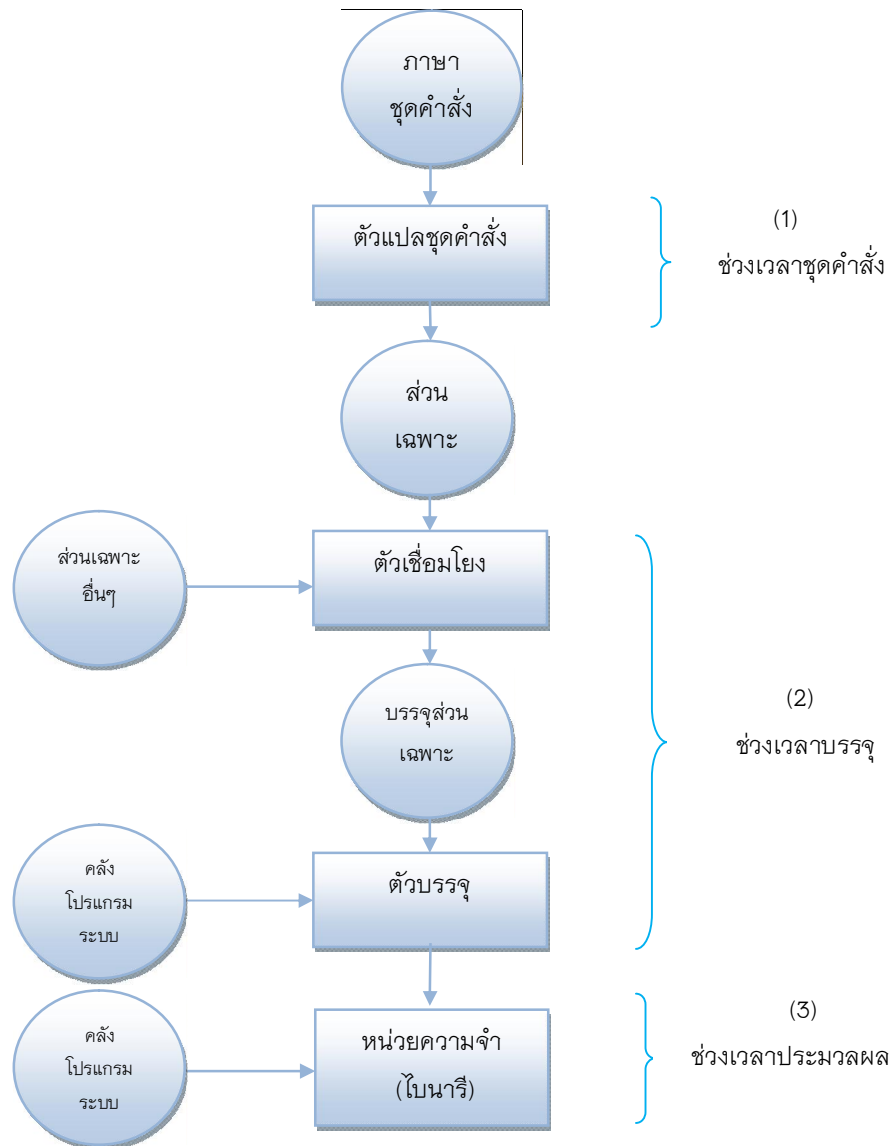 ภาษา
ชุดคำสั่ง
ตัวแปลชุดคำสั่ง
(1)
ช่วงเวลาชุดคำสั่ง
ส่วน
เฉพาะ
ส่วนเฉพาะ
อื่นๆ
ตัวเชื่อมโยง
บรรจุส่วน
เฉพาะ
(2)
ช่วงเวลาบรรจุ
คลัง
โปรแกรม
ระบบ
ตัวบรรจุ
คลัง
โปรแกรม
ระบบ
หน่วยความจำ
(ไบนารี)
(3)
ช่วงเวลาประมวลผล